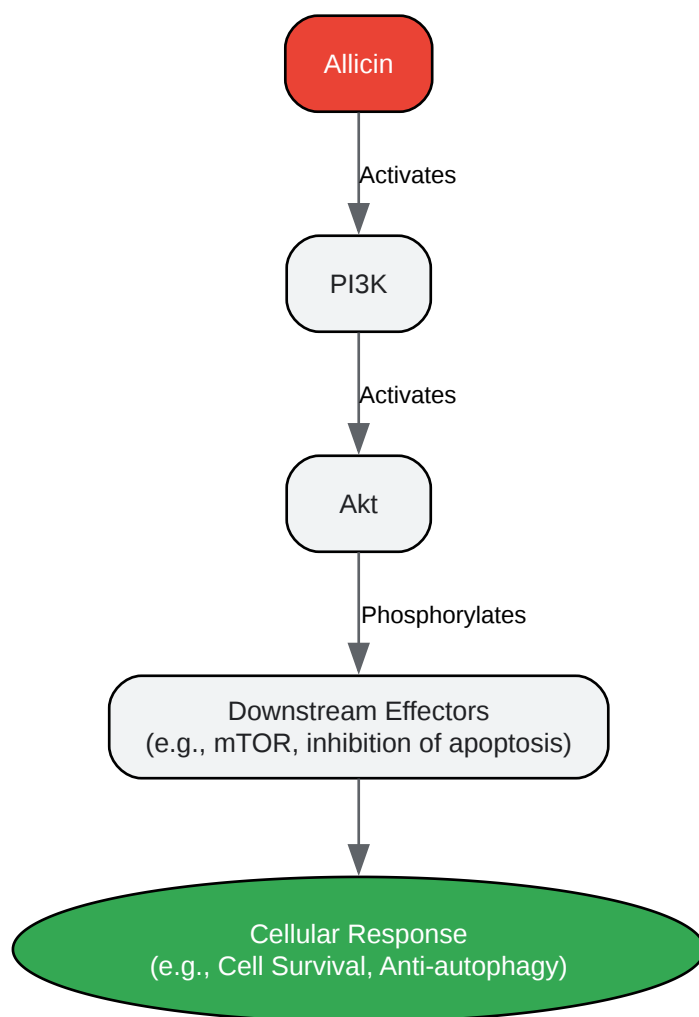 Allicin
Activates
PI3K
Activates
Akt
Phosphorylates
Downstream Effectors
(e.g., mTOR, inhibition of apoptosis)
Cellular Response
(e.g., Cell Survival, Anti-autophagy)